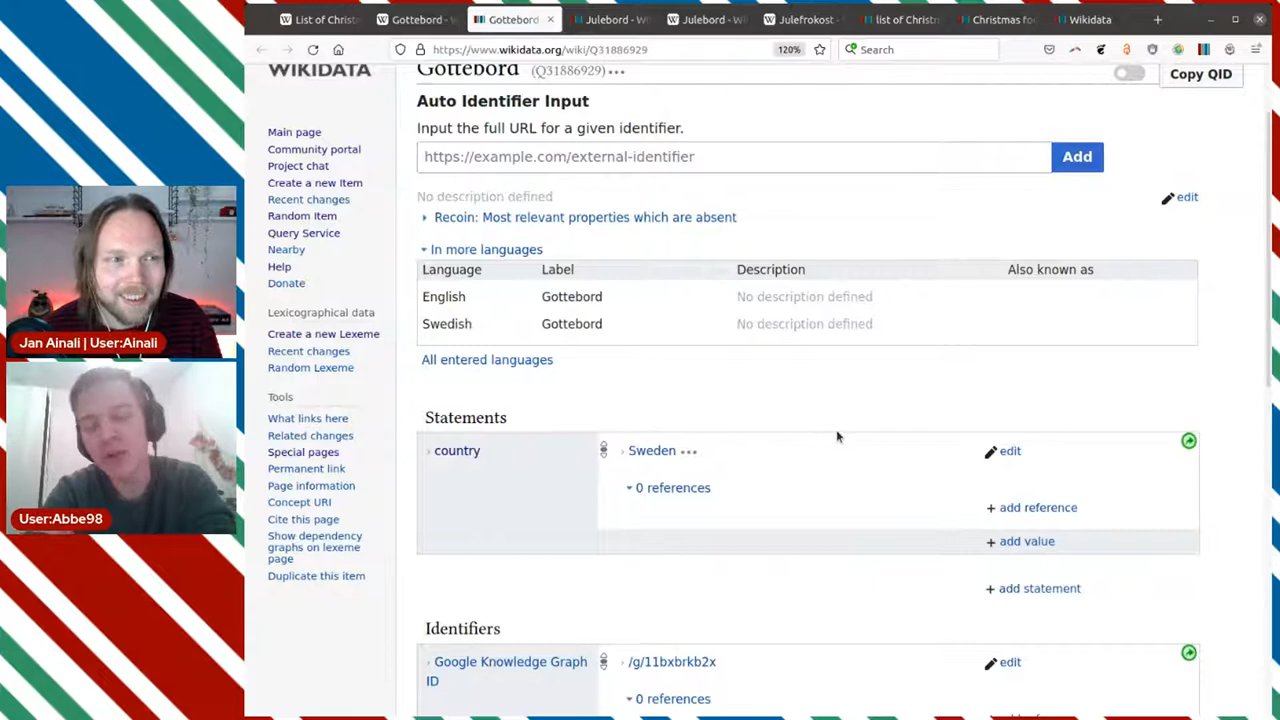 List of Christ
Gottebord - W
Gottebord
Julebord - Wi
Julebord - Wi
Julefrokost -
list of Christm
Christmas fo
Wikidata
https://www.wikidata.org/wiki/Q31886929
120%
Search
WIKIDATA
Main page
Community portal
Project chat
Create a new Item
Recent changes
Random Item
Query Service
Nearby
Help
Donate
Lexicographical data
Create a new Lexeme
Recent changes
Random Lexeme
Tools
What links here
Related changes
Special pages
Permanent link
Page information
Concept URI
Cite this page
Show dependency
graphs on lexeme
page
Duplicate this item
Gottebord (Q31886929)
Copy QID
Auto Identifier Input
Input the full URL for a given identifier.
https://example.com/external-identifier
Add
No description defined
edit
Recoin: Most relevant properties which are absent
In more languages
Language Label Description Also known as
English Gottebord No description defined
Swedish Gottebord No description defined
All entered languages
Statements
country
Sweden
edit
0 references
+ add reference
+ add value
+ add statement
Identifiers
Google Knowledge Graph
ID
/g/11bxbrkb2x
edit
0 references
Jan Ainali | User:Ainali
User:Abbe98